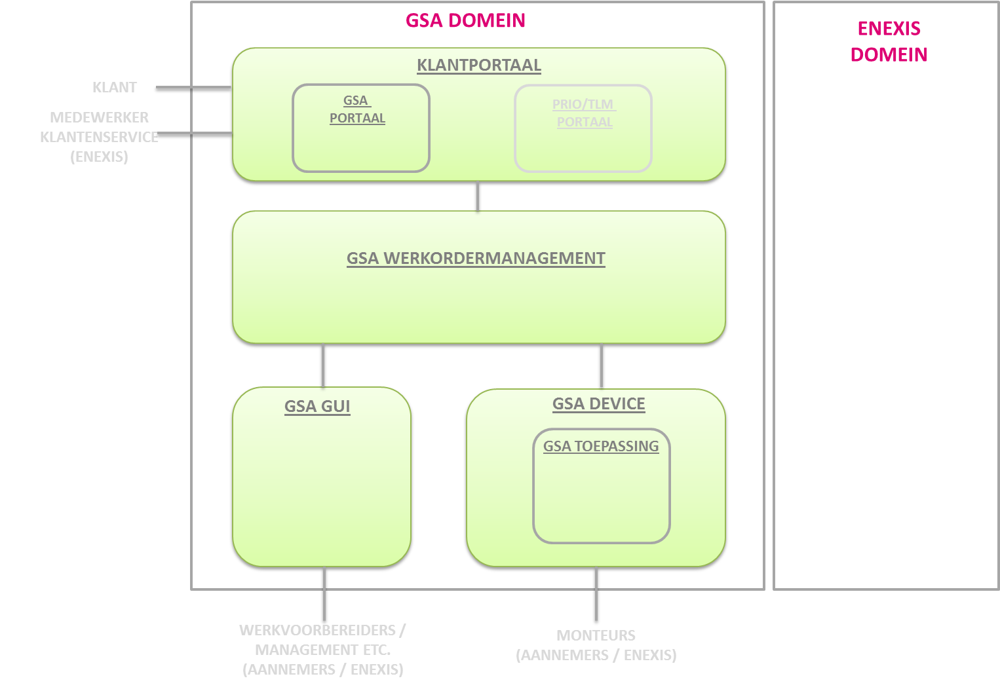 GSA DOMEIN
ENEXIS
DOMEIN
KLANTPORTAAL
KLANT
GSA
PORTAAL
PRIO/TLM
PORTAAL
MEDEWERKER
KLANTENSERVICE
(ENEXIS)
GSA WERKORDERMANAGEMENT
GSA GUI
GSA DEVICE
GSA TOEPASSING
WERKVOORBEREIDERS /
MANAGEMENT ETC.
(AANNEMERS / ENEXIS)
MONTEURS
(AANNEMERS / ENEXIS)